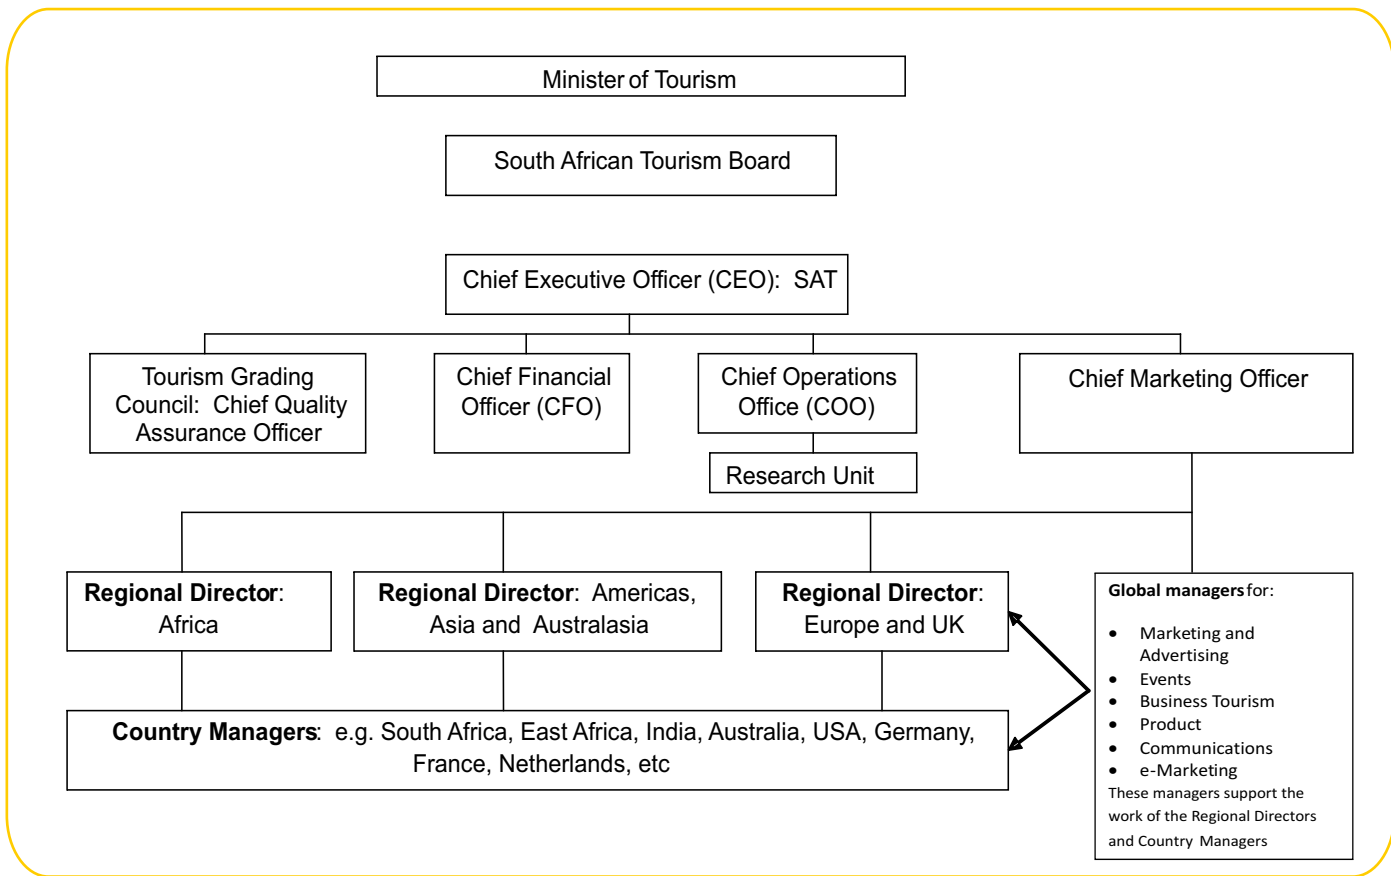 Minister of Tourism
South African Tourism Board
Chief Executive Officer (CEO): SAT
Tourism Grading
Council: Chief Quality
Assurance Officer
Chief Financial
Officer (CFO)
Chief Operations
Office (COO)
Chief Marketing Officer
Research Unit
Regional Director:
Africa
Regional Director: Americas,
Asia and Australasia
Regional Director:
Europe and UK
Global managers for:
• Marketing and
Advertising
• Events
• Business Tourism
• Product
• Communications
• e-Marketing
These managers support the
work of the Regional Directors
and Country Managers
Country Managers: e.g. South Africa, East Africa, India, Australia, USA, Germany,
France, Netherlands, etc